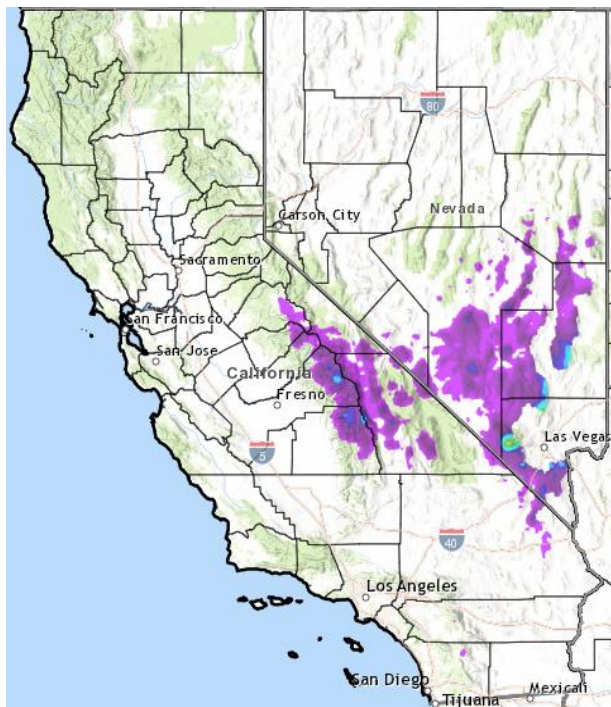 80
Carson City
Nevada
Sacramento
San Francisco
San Jose
California
Fresno
Las Vegas
5
40
Los Angeles
San Diego
Tijuana
Mexicali